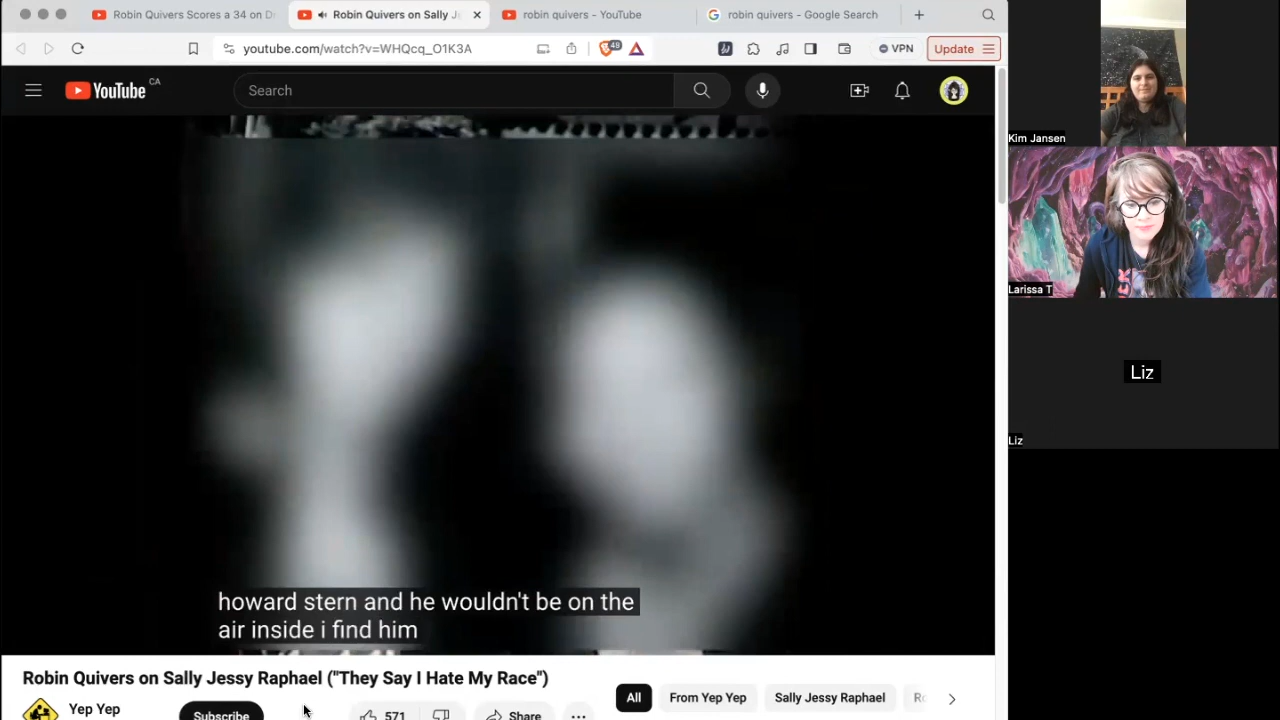 Robin Quivers Scores a 34 on D
Robin Quivers on Sally J
robin quivers - YouTube
robin quivers - Google Search
youtube.com/watch?v=WHQcq_O1K3A
48
VPN
Update
YouTube
CA
Search
howard stern and he wouldn't be on the
air inside i find him
Robin Quivers on Sally Jessy Raphael ("They Say I Hate My Race")
Yep Yep
Subscribe
571
Share
All
From Yep Yep
Sally Jessy Raphael
Kim Jansen
Larissa T
Liz
Liz